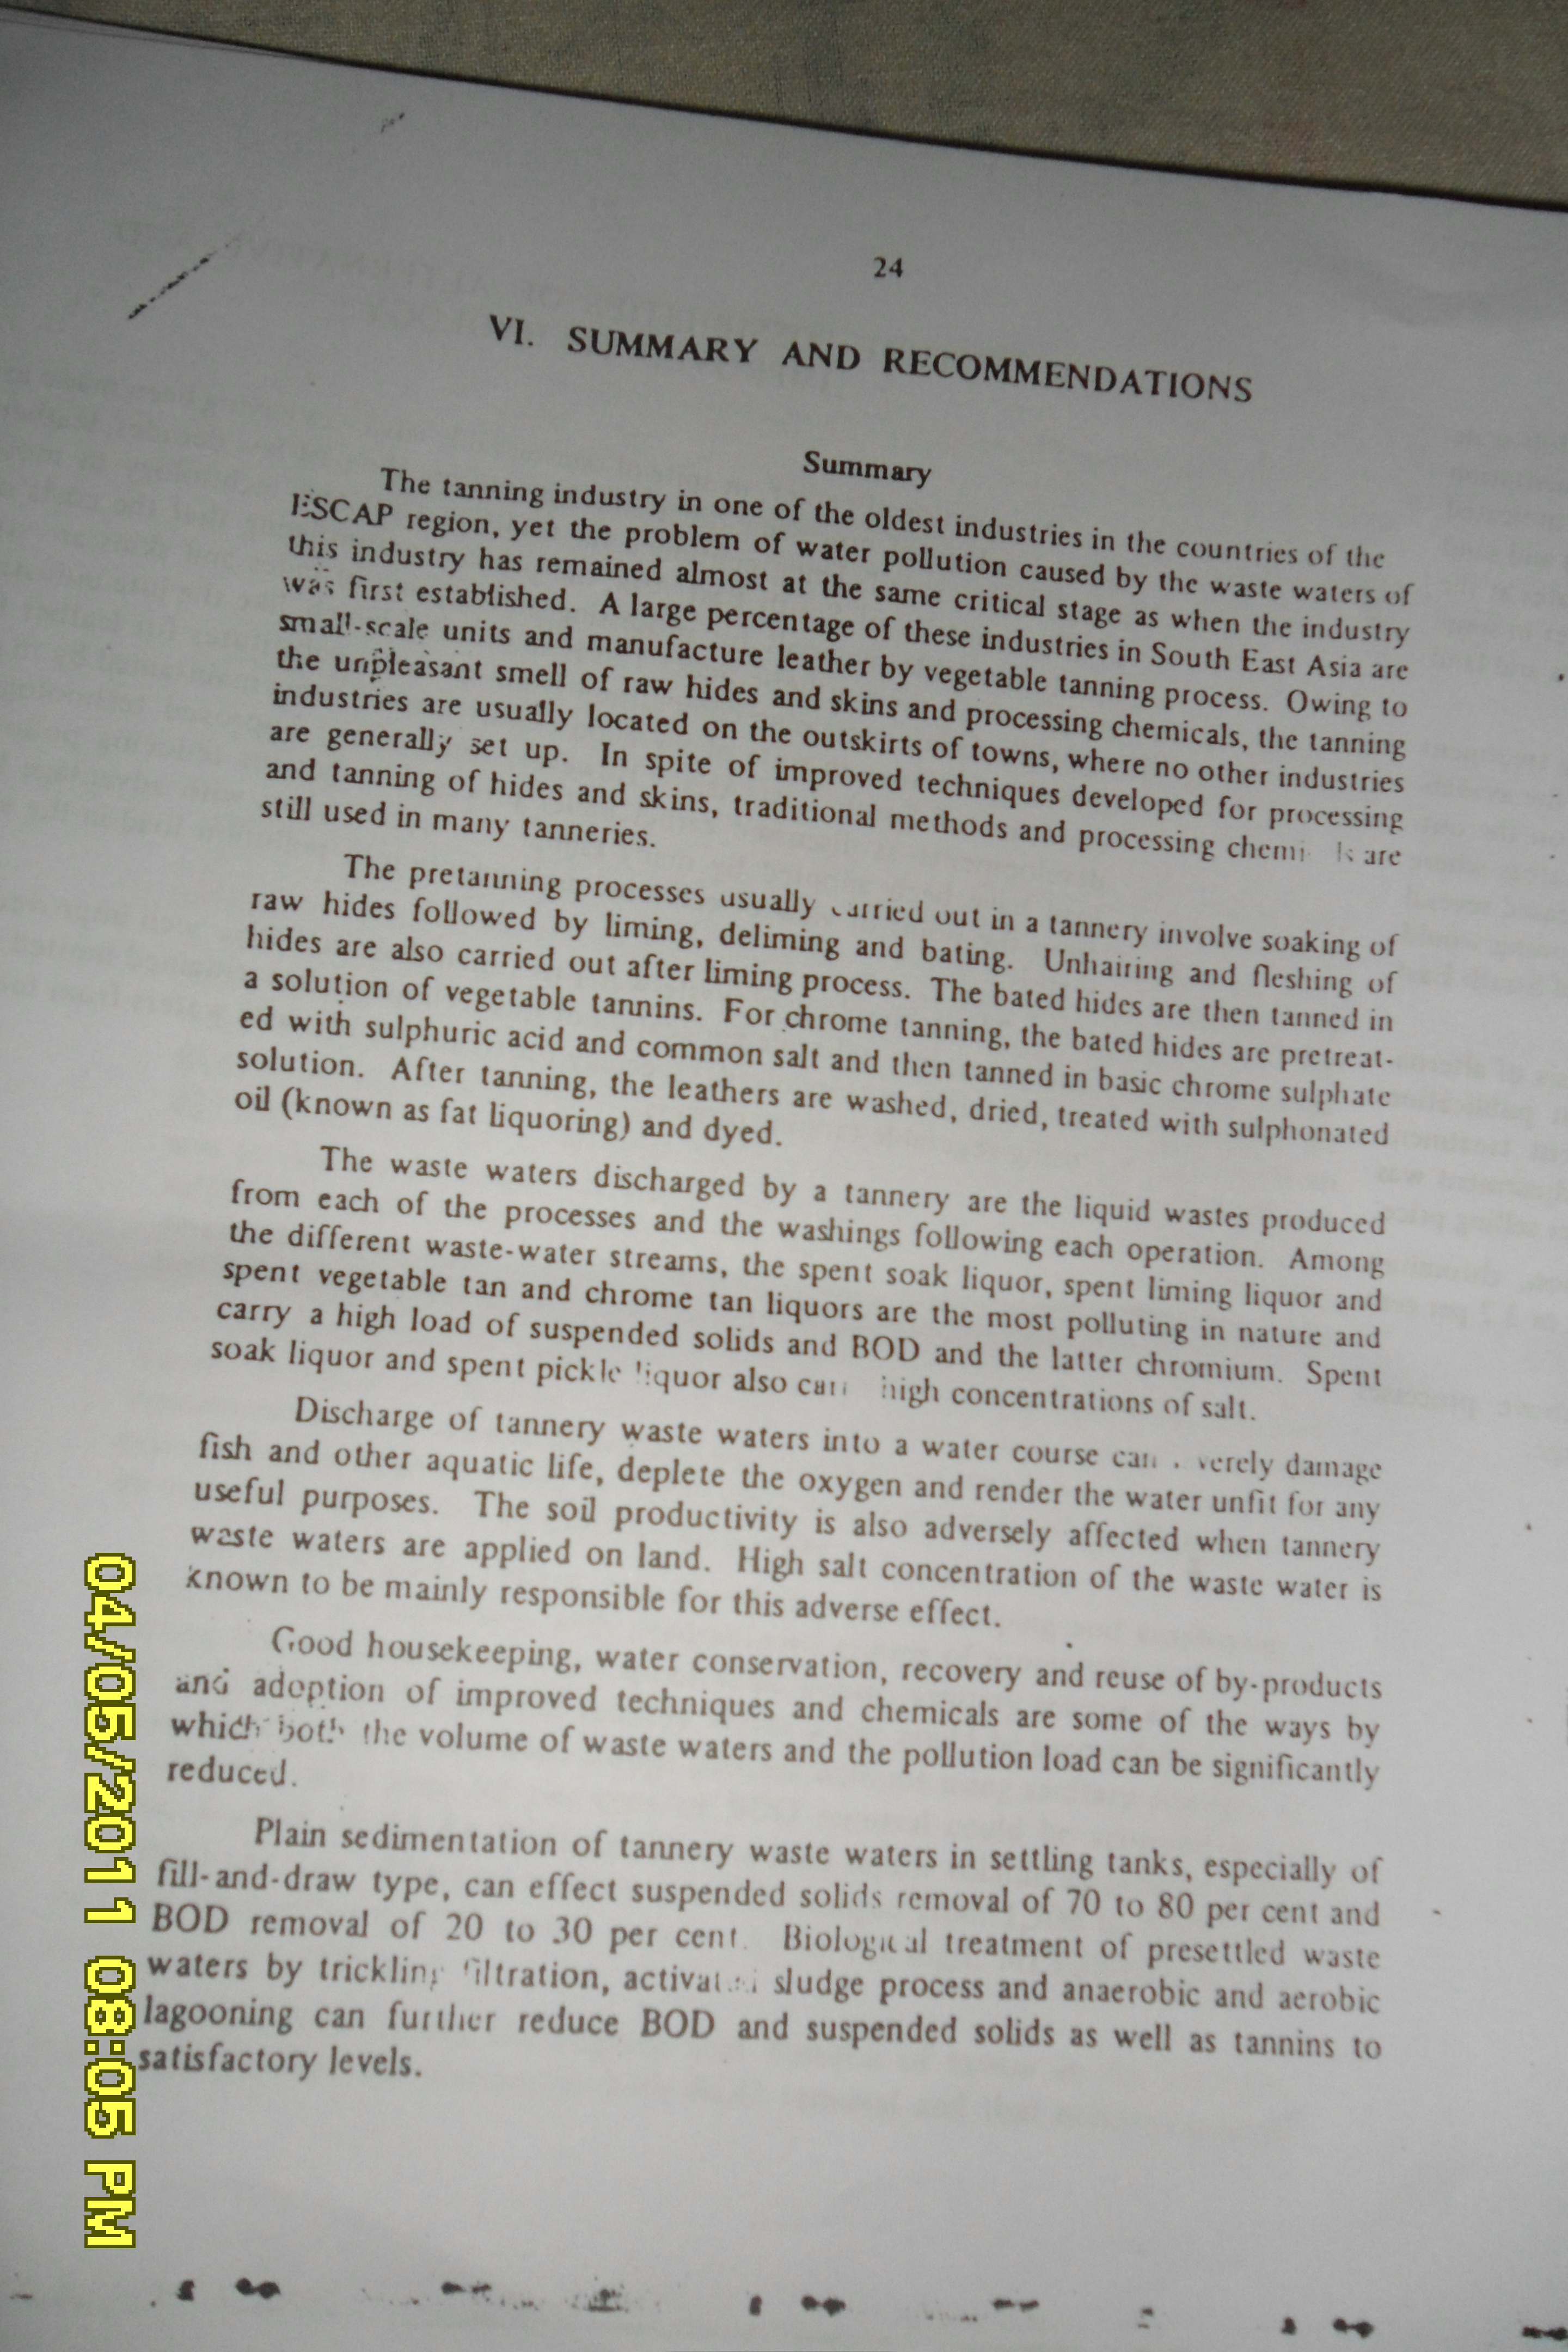 24
VI. SUMMARY AND RECOMMENDATIONS
Summary
The tanning industry in one of the oldest industries in the countries of the
ESCAP region, yet the problem of water pollution caused by the waste waters of
this industry has remained almost at the same critical stage as when the industry
was first established. A large percentage of these industries in South East Asia are
small-scale units and manufacture leather by vegetable tanning process. Owing to
the unpleasant smell of raw hides and skins and processing chemicals, the tanning
industries are usually located on the outskirts of towns, where no other industries
are generally set up. In spite of improved techniques developed for processing
and tanning of hides and skins, traditional methods and processing are
still used in many tanneries.
The pretanning processes usually carried out in a tannery involve soaking of
raw hides followed by liming, deliming and bating. Unhairing and fleshing of
hides are also carried out after liming process. The bated hides are then tanned in
a solution of vegetable tannins. For chrome tanning, the bated hides are pretreat-
ed with sulphuric acid and common salt and then tanned in basic chrome sulphate
solution. After tanning, the leathers are washed, dried, treated with sulphonated
oil (known as fat liquoring) and dyed.
The waste waters discharged by a tannery are the liquid wastes produced
from each of the processes and the washings following each operation. Among
the different waste-water streams, the spent soak liquor, spent liming liquor and
spent vegetable tan and chrome tan liquors are the most polluting in nature and
carry a high load of suspended solids and BOD and the latter chromium. Spent
soak liquor and spent pickle liquor also high concentrations of salt.
Discharge of tannery waste waters into a water course can damage
fish and other aquatic life, deplete the oxygen and render the water unfit for any
useful purposes. The soil productivity is also adversely affected when tannery
waste waters are applied on land. High salt concentration of the waste water is
known to be mainly responsible for this adverse effect.
Good housekeeping, water conservation, recovery and reuse of by-products
and adoption of improved techniques and chemicals are some of the ways by
which both the volume of waste waters and the pollution load can be significantly
reduced.
Plain sedimentation of tannery waste waters in settling tanks, especially of
fill-and-draw type, can effect suspended solids removal of 70 to 80 per cent and
BOD removal of 20 to 30 per cent. Biological treatment of presettled waste
waters by trickling filtration, activated sludge process and anaerobic and aerobic
lagooning can further reduce BOD and suspended solids as well as tannins to
satisfactory levels.
04/05/2011 08:05 PM